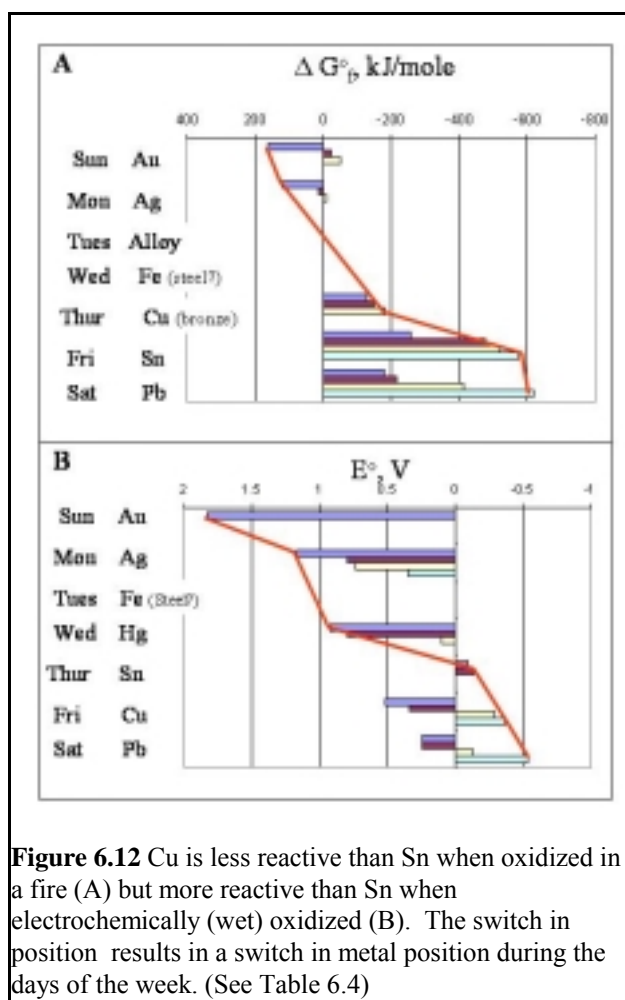 A
Δ G°f, kJ/mole
400 200 0 -200 -400 -600 -800
Sun Au
Mon Ag
Tues Alloy
Wed Fe (steel?)
Thur Cu (bronze)
Fri Sn
Sat Pb
B
E°, V
2 1.5 1 0.5 0 -0.5 -1
Sun Au
Mon Ag
Tues Fe (Steel?)
Wed Hg
Thur Sn
Fri Cu
Sat Pb
Figure 6.12 Cu is less reactive than Sn when oxidized in
a fire (A) but more reactive than Sn when
electrochemically (wet) oxidized (B). The switch in
position results in a switch in metal position during the
days of the week. (See Table 6.4)